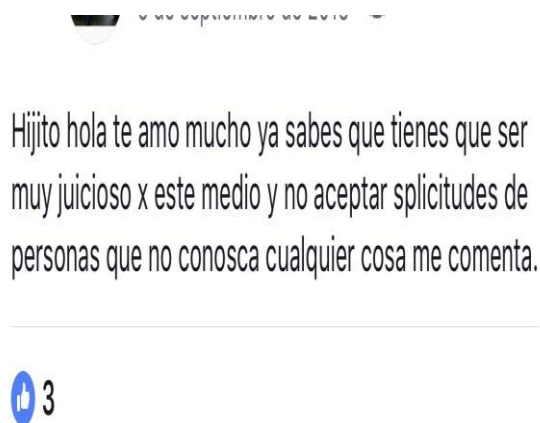 Hijito hola te amo mucho ya sabes que tienes que ser
muy juicioso x este medio y no aceptar splicitudes de
personas que no conosca cualquier cosa me comenta.
3